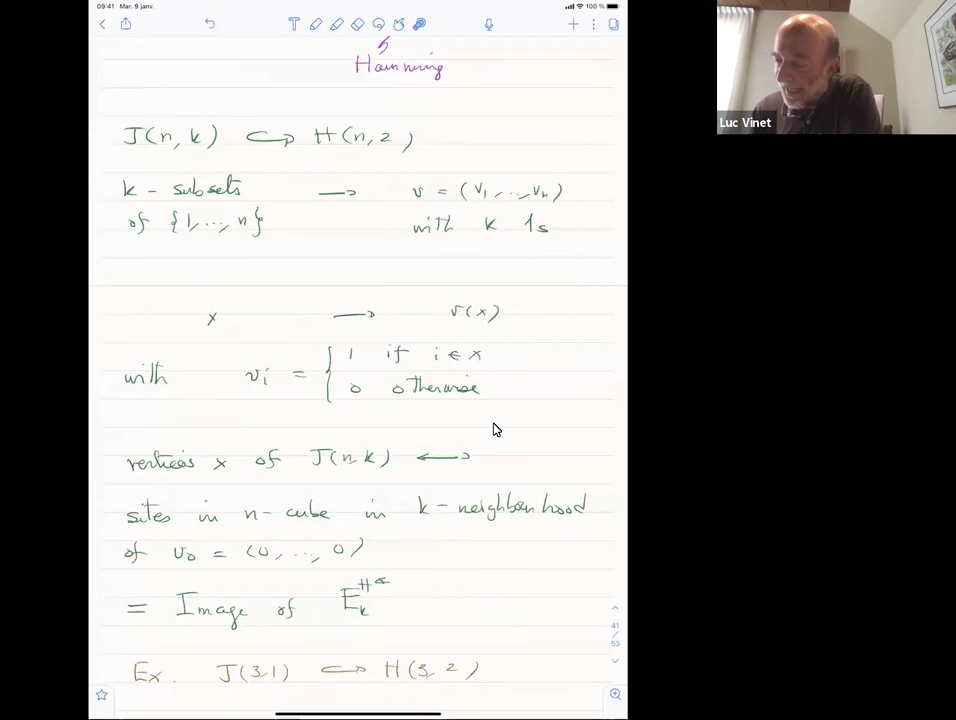 09:41 Mar. 9 janv.
100 %
Hamming
J(n, k) ↪ H(n, 2)
k - subsets → v = (v₁, ..., vₙ)
of {1, ..., n} with k 1s
x → v(x)
with vᵢ = { 1 if i ∈ x
0 otherwise
vertices x of J(n, k) ↔
sites in n-cube in k-neighbourhood
of v₀ = (0, ..., 0)
= Image of E_k^{H*}
Ex. J(3,1) ↪ H(3, 2)
41
/
53
Luc Vinet